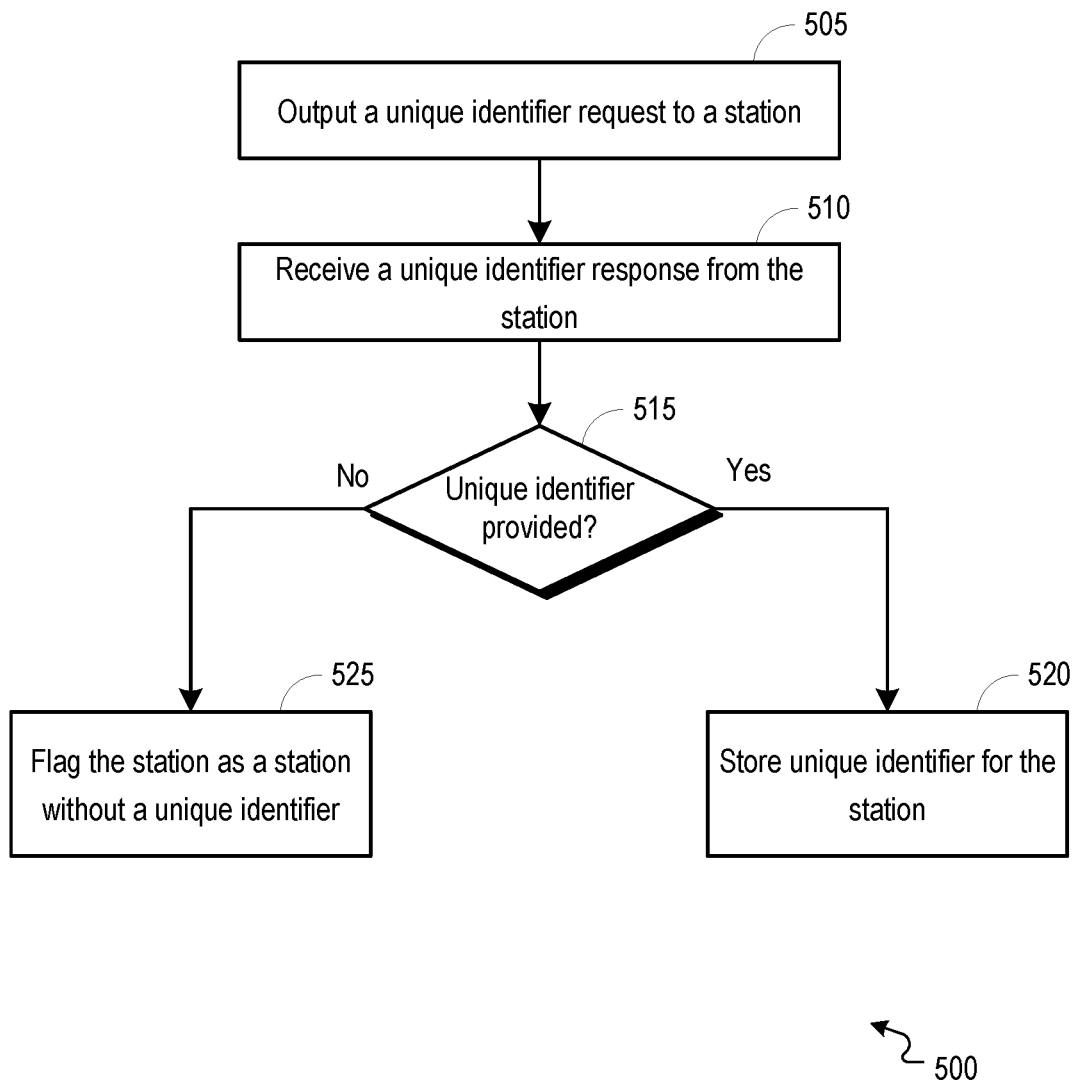 505
Output a unique identifier request to a station
510
Receive a unique identifier response from the
station
515
No
Yes
Unique identifier
provided?
525
520
Flag the station as a station
without a unique identifier
Store unique identifier for the
station
500